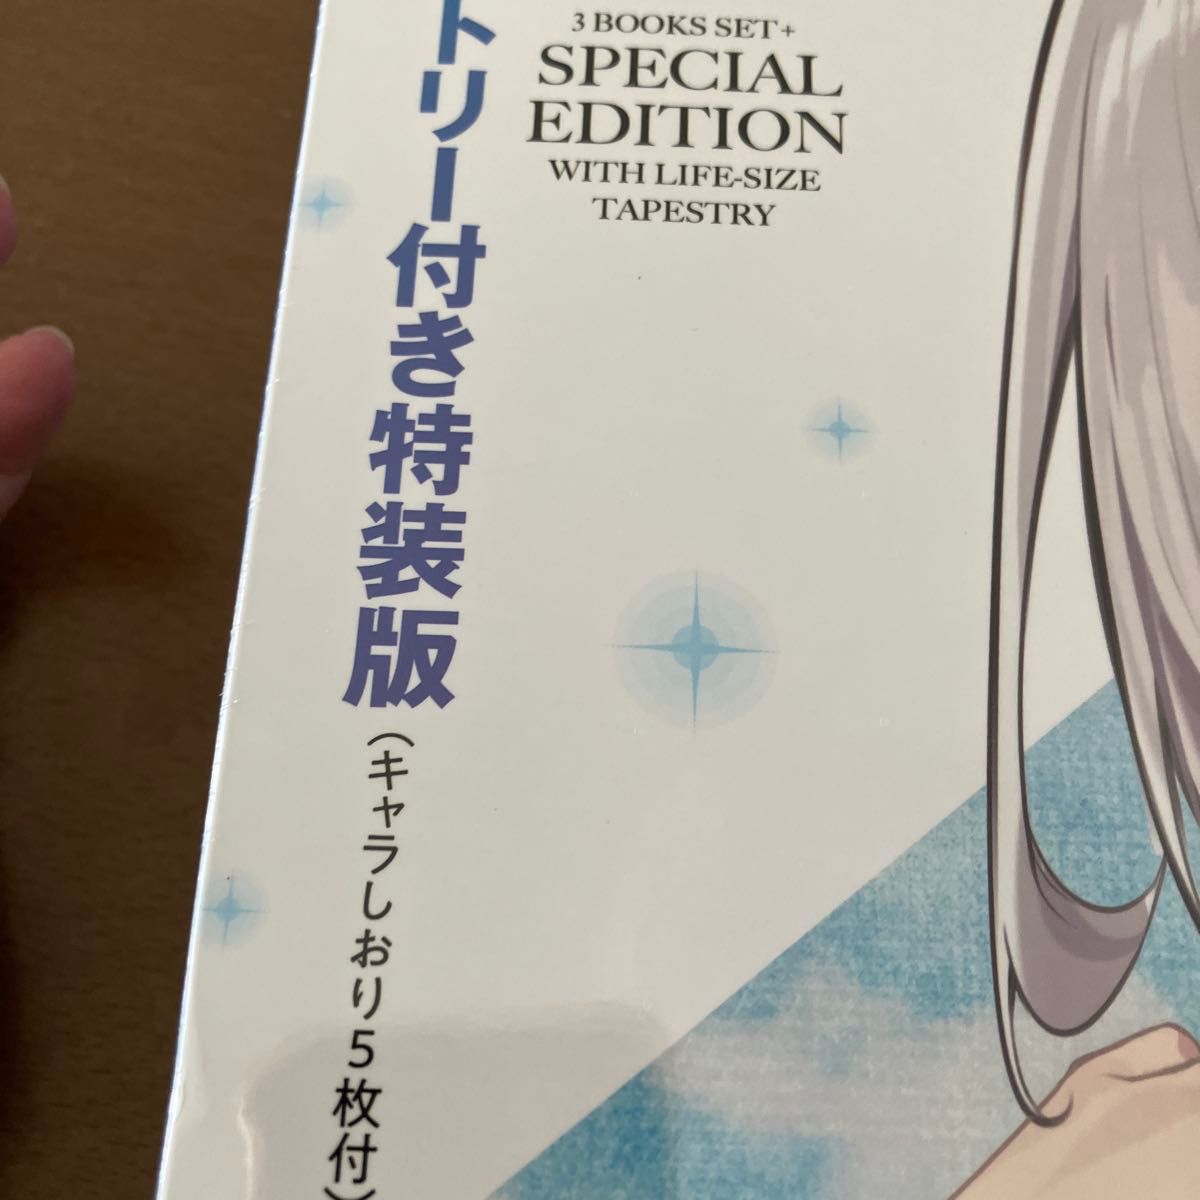 3 BOOKS SET+
SPECIAL
EDITION
WITH LIFE-SIZE
TAPESTRY
トリー付き特装版
（キャラしおり5枚付）